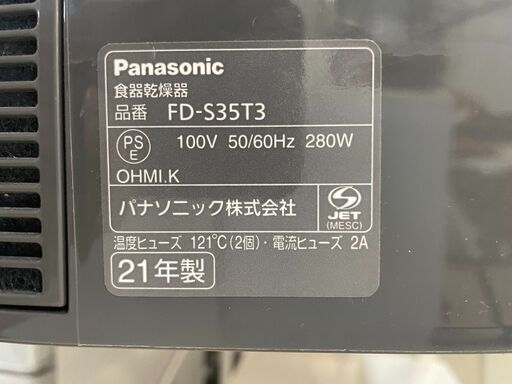 Panasonic
食器乾燥器
品番 FD-S35T3
PS
E
100V 50/60Hz 280W
OHMI.K
パナソニック株式会社
S
JET
(MESC)
温度ヒューズ 121℃(2個)・電流ヒューズ 2A
21年製